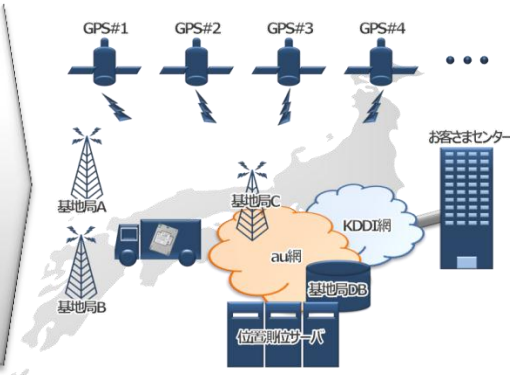 GPS#1
GPS#2
GPS#3
GPS#4
・・・
お客さまセンター
基地局A
基地局C
KDDI網
au網
基地局B
基地局DB
位置測位サーバ